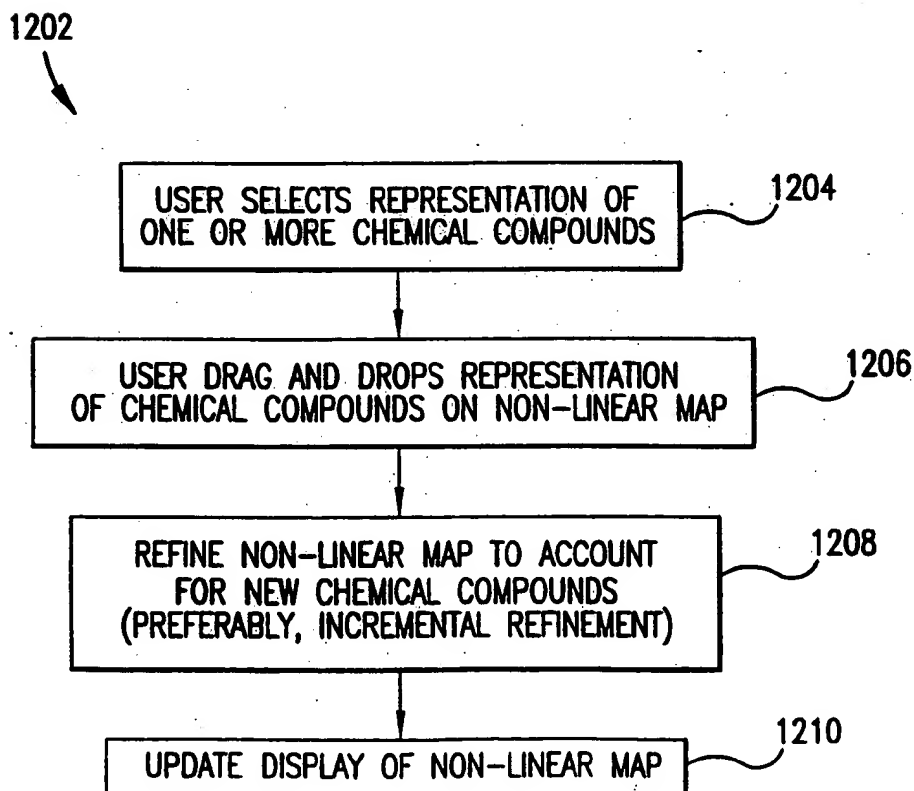 1202
USER SELECTS REPRESENTATION OF
ONE OR MORE CHEMICAL COMPOUNDS
1204
USER DRAG AND DROPS REPRESENTATION
OF CHEMICAL COMPOUNDS ON NON-LINEAR MAP
1206
REFINE NON-LINEAR MAP TO ACCOUNT
FOR NEW CHEMICAL COMPOUNDS
(PREFERABLY, INCREMENTAL REFINEMENT)
1208
UPDATE DISPLAY OF NON-LINEAR MAP
1210